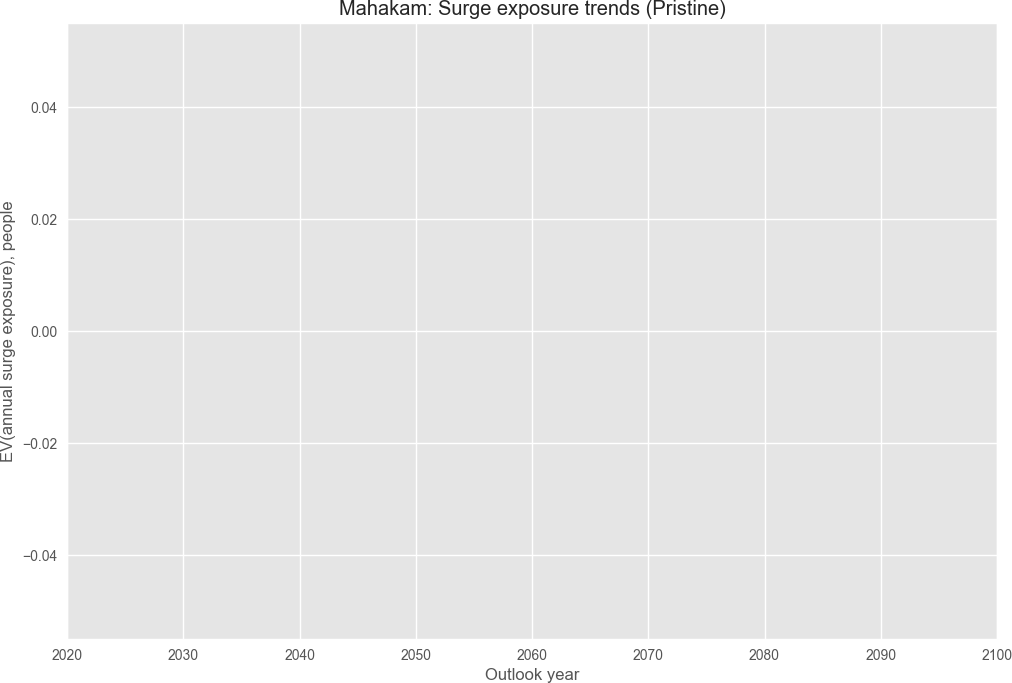 Mahakam: Surge exposure trends (Pristine)
EV(annual surge exposure), people
0.04
0.02
0.00
−0.02
−0.04
2020 2030 2040 2050 2060 2070 2080 2090 2100
Outlook year